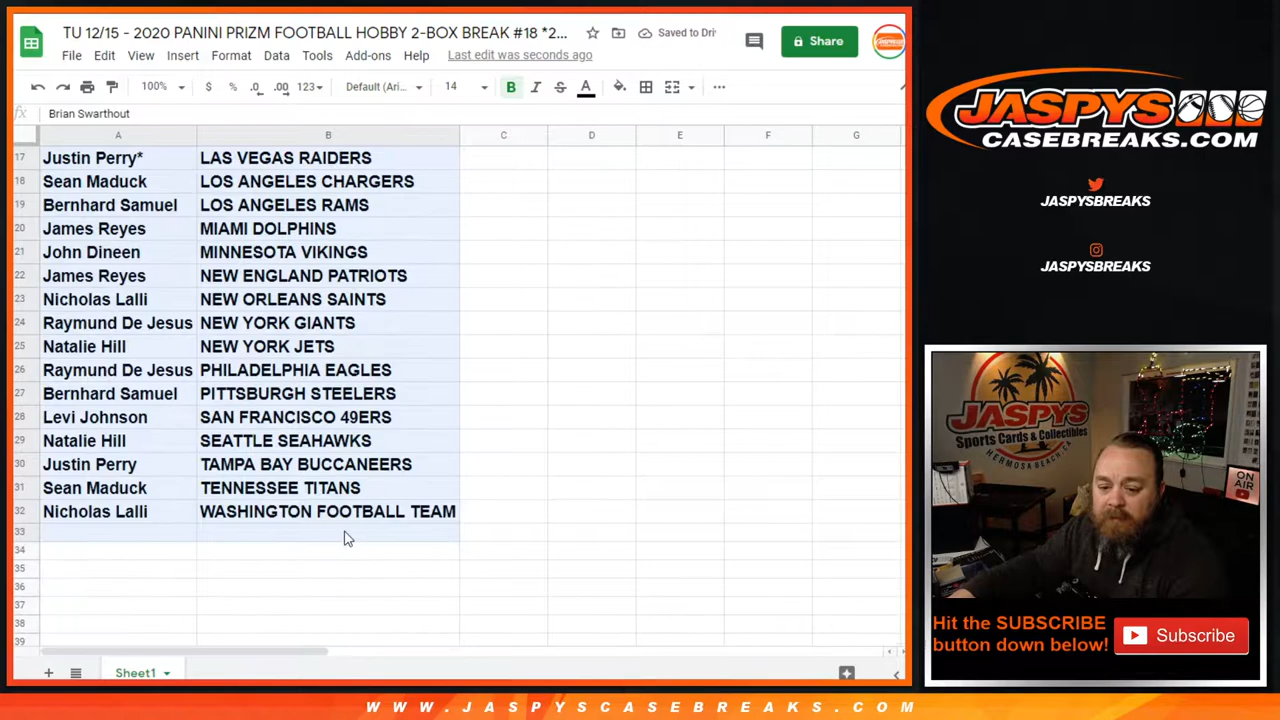 TU 12/15 - 2020 PANINI PRIZM FOOTBALL HOBBY 2-BOX BREAK #18 *2...
Saved to Dri
Share
File Edit View Insert Format Data Tools Add-ons Help Last edit was seconds ago
100% $ % .0 .00 123 Default (Ari... 14 B I S A
fx Brian Swarthout
A B C D E F G
17 Justin Perry* LAS VEGAS RAIDERS
18 Sean Maduck LOS ANGELES CHARGERS
19 Bernhard Samuel LOS ANGELES RAMS
20 James Reyes MIAMI DOLPHINS
21 John Dineen MINNESOTA VIKINGS
22 James Reyes NEW ENGLAND PATRIOTS
23 Nicholas Lalli NEW ORLEANS SAINTS
24 Raymund De Jesus NEW YORK GIANTS
25 Natalie Hill NEW YORK JETS
26 Raymund De Jesus PHILADELPHIA EAGLES
27 Bernhard Samuel PITTSBURGH STEELERS
28 Levi Johnson SAN FRANCISCO 49ERS
29 Natalie Hill SEATTLE SEAHAWKS
30 Justin Perry TAMPA BAY BUCCANEERS
31 Sean Maduck TENNESSEE TITANS
32 Nicholas Lalli WASHINGTON FOOTBALL TEAM
33
34
35
36
37
38
39
Sheet1
JASPYS
CASEBREAKS.COM
JASPYSBREAKS
JASPYSBREAKS
JASPYS
Sports Cards & Collectibles
HERMOSA BEACH, CA
ON
AIR
Hit the SUBSCRIBE
button down below!
Subscribe
WWW.JASPYSCASEBREAKS.COM